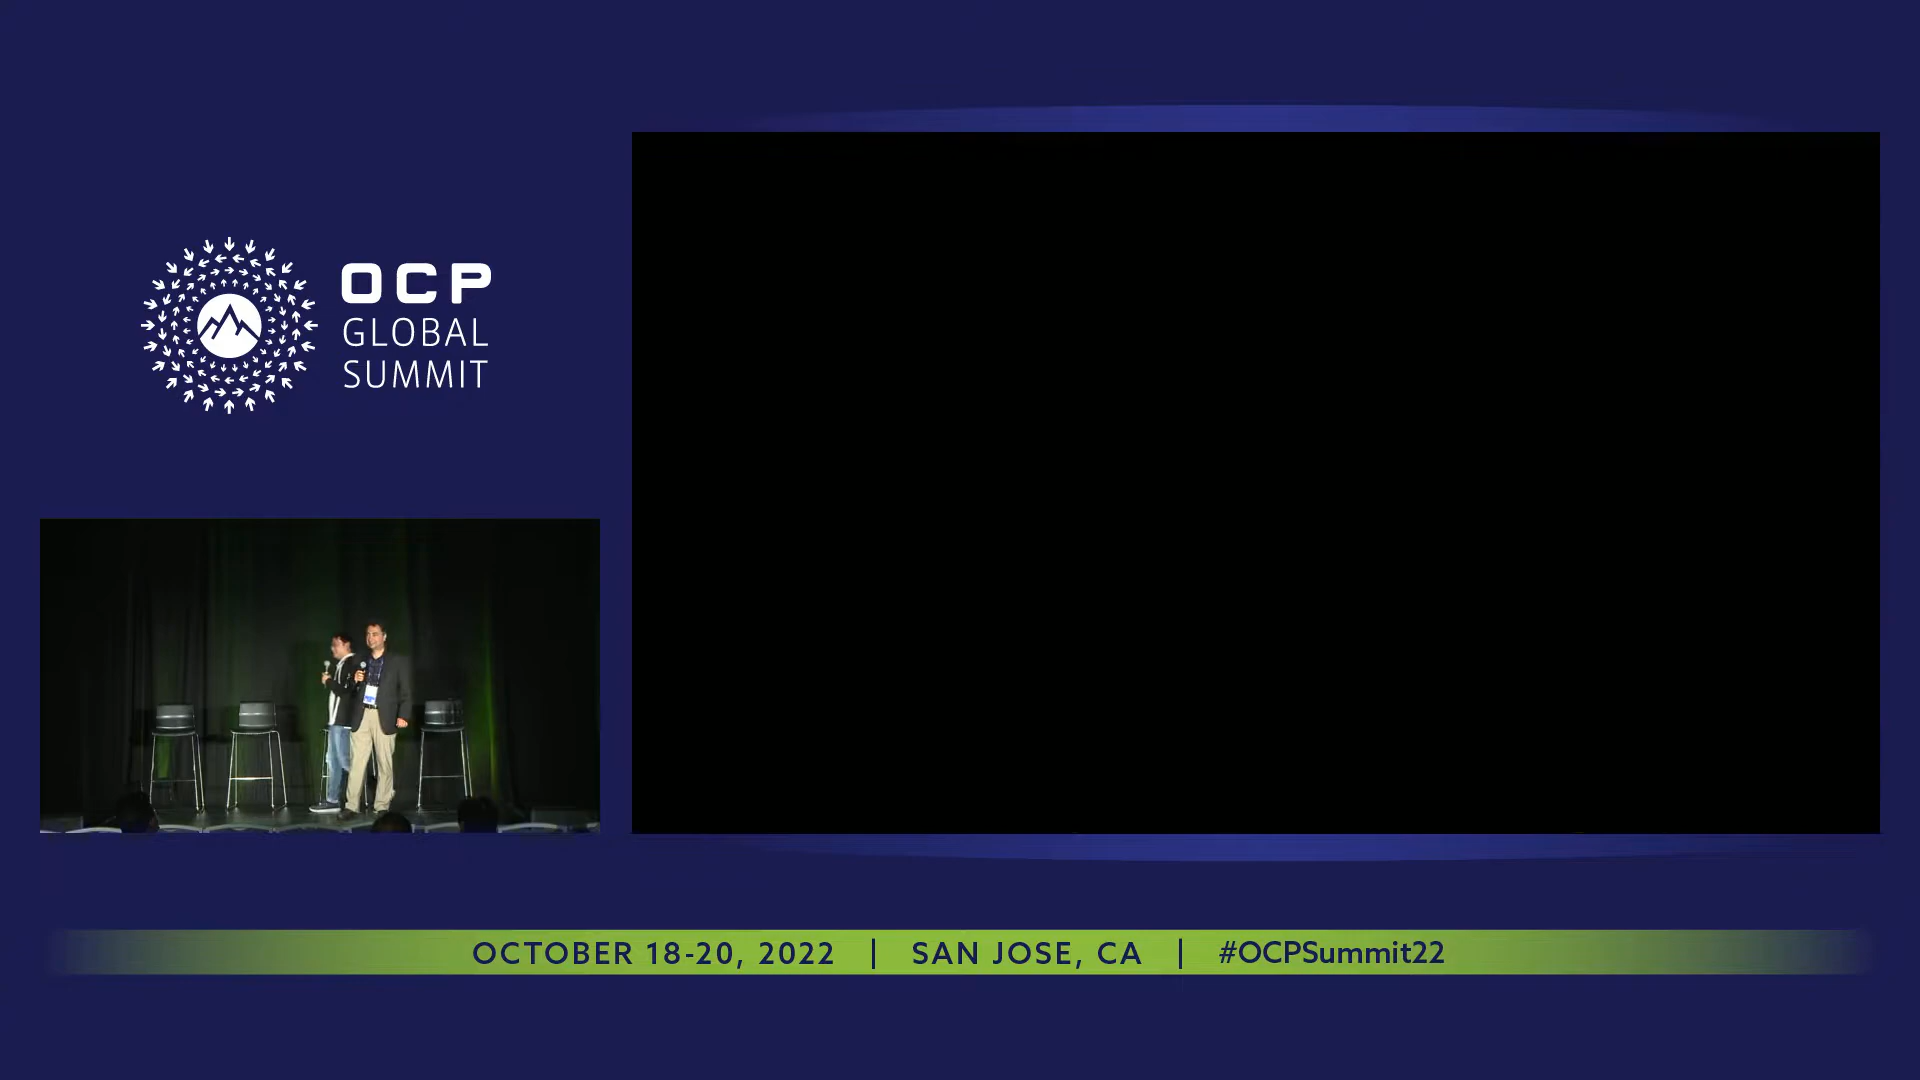 OCP
GLOBAL
SUMMIT
OCTOBER 18-20, 2022 | SAN JOSE, CA | #OCPSummit22